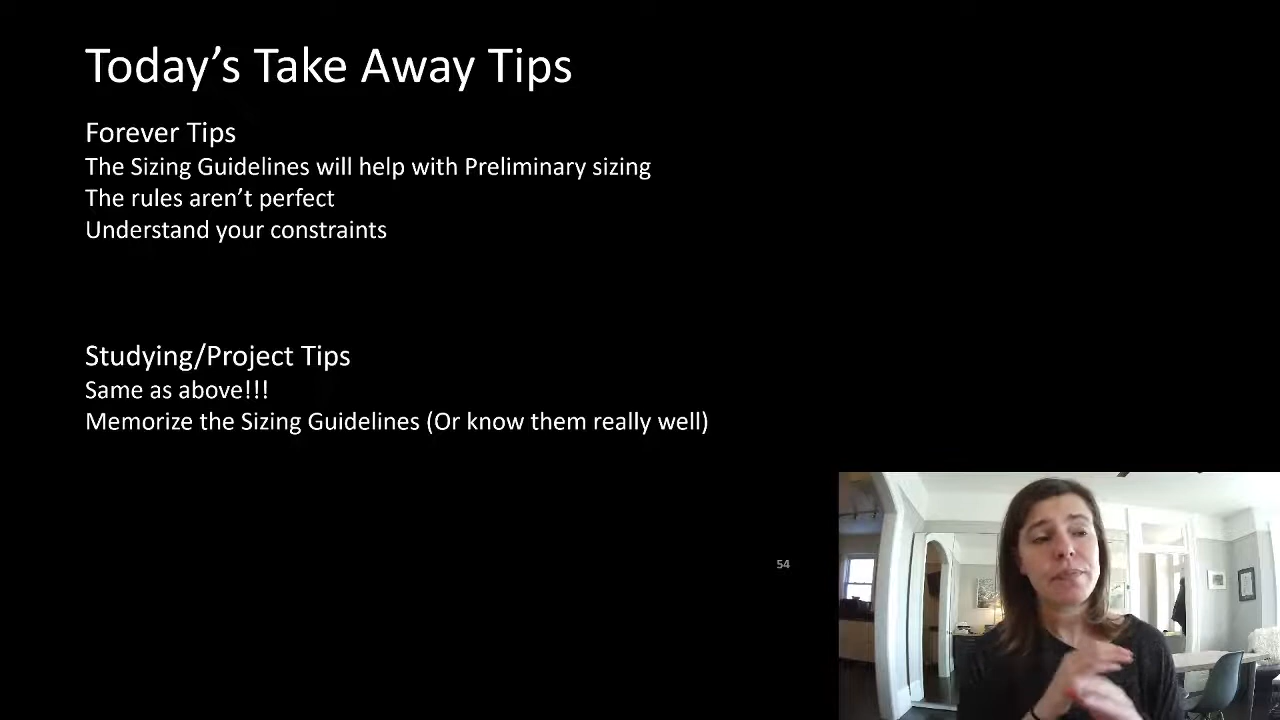 Today’s Take Away Tips
Forever Tips
The Sizing Guidelines will help with Preliminary sizing
The rules aren’t perfect
Understand your constraints
Studying/Project Tips
Same as above!!!
Memorize the Sizing Guidelines (Or know them really well)
54